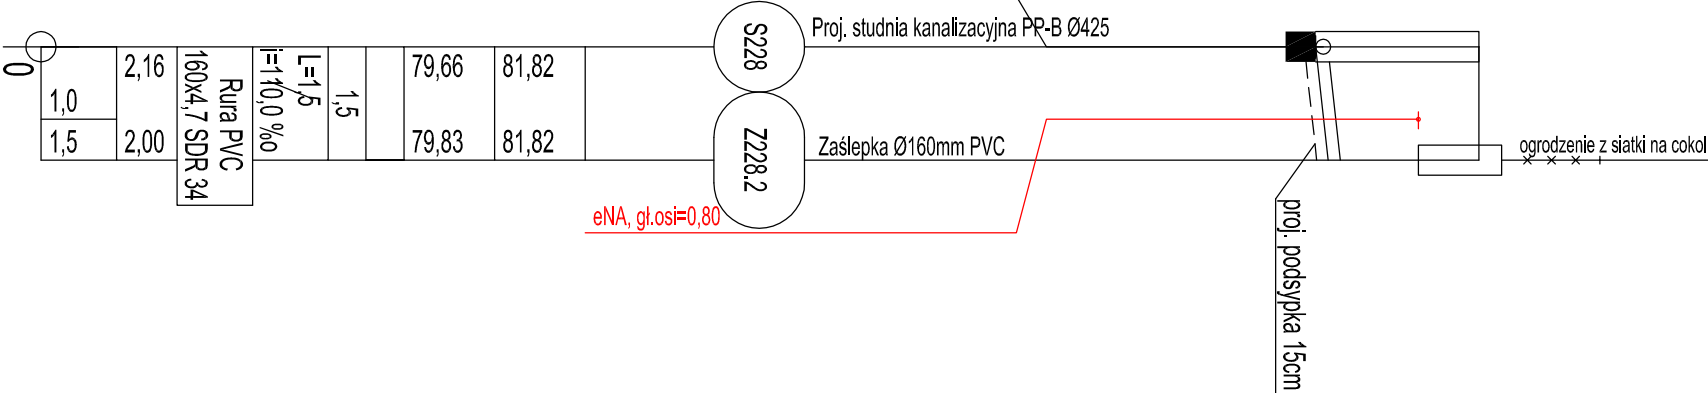 0
1,0
1,5
2,16
2,00
Rura PVC
160x4,7 SDR 34
L=1,5
i=110,0 %o
1,5
79,66
79,83
81,82
81,82
S228
Z228.2
Proj. studnia kanalizacyjna PP-B Ø425
Zaślepka Ø160mm PVC
eNA, gł.osi=0,80
proj. podsypka 15cm
ogrodzenie z siatki na cokol